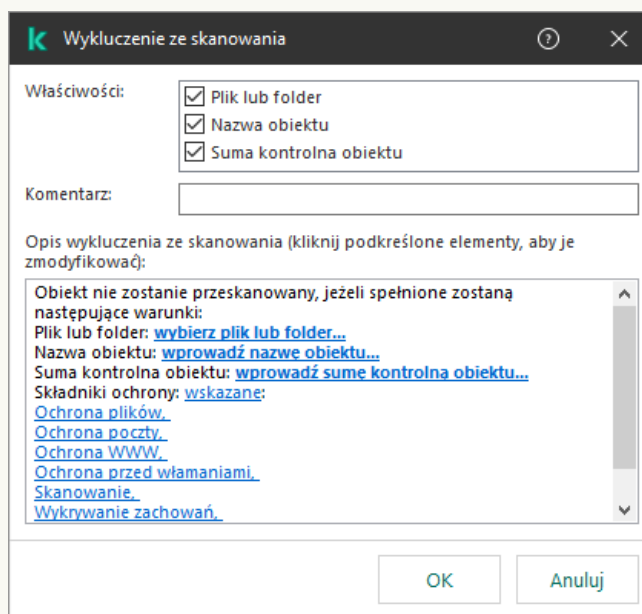 Wykluczenie ze skanowania
Właściwości:
Plik lub folder
Nazwa obiektu
Suma kontrolna obiektu
Komentarz:
Opis wykluczenia ze skanowania (kliknij podkreślone elementy, aby je
zmodyfikować):
Obiekt nie zostanie przeskanowany, jeżeli spełnione zostaną
następujące warunki:
Plik lub folder: wybierz plik lub folder...
Nazwa obiektu: wprowadź nazwę obiektu...
Suma kontrolna obiektu: wprowadź sumę kontrolną obiektu...
Składniki ochrony: wskazane:
Ochrona plików,
Ochrona poczty,
Ochrona WWW,
Ochrona przed włamaniami,
Skanowanie,
Wykrywanie zachowań,
OK
Anuluj